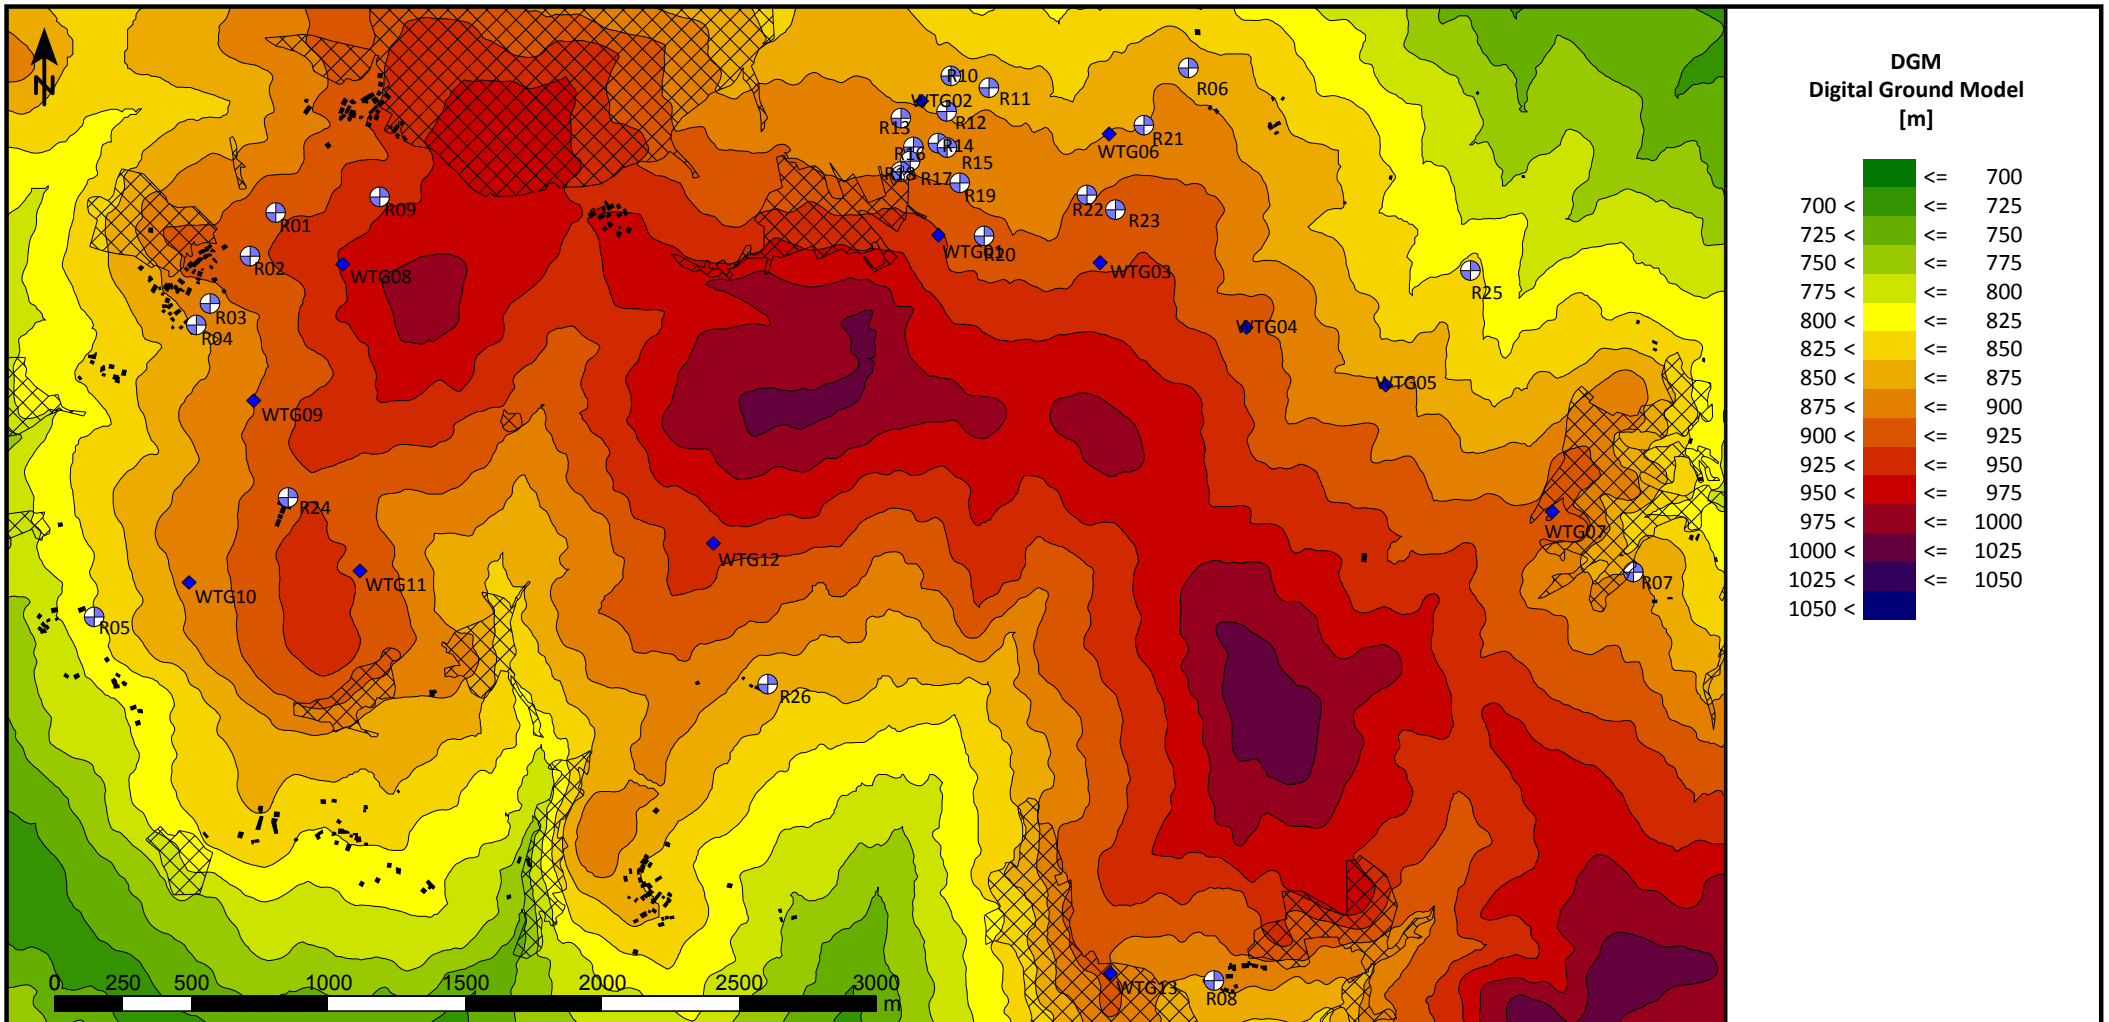 N
R10
R11
R06
WTG02
R12
R13
R21
WTG06
R14
R16
R15
R17
R19
R09
R01
R22
R23
WTG01
R20
R02
WTG08
WTG03
R25
R03
R04
WTG04
WTG05
WTG09
R24
WTG07
WTG12
WTG11
WTG10
R07
R05
R26
WTG13
R08
0 250 500 1000 1500 2000 2500 3000
m
DGM
Digital Ground Model
[m]
<= 700
700 < <= 725
725 < <= 750
750 < <= 775
775 < <= 800
800 < <= 825
825 < <= 850
850 < <= 875
875 < <= 900
900 < <= 925
925 < <= 950
950 < <= 975
975 < <= 1000
1000 < <= 1025
1025 < <= 1050
1050 <